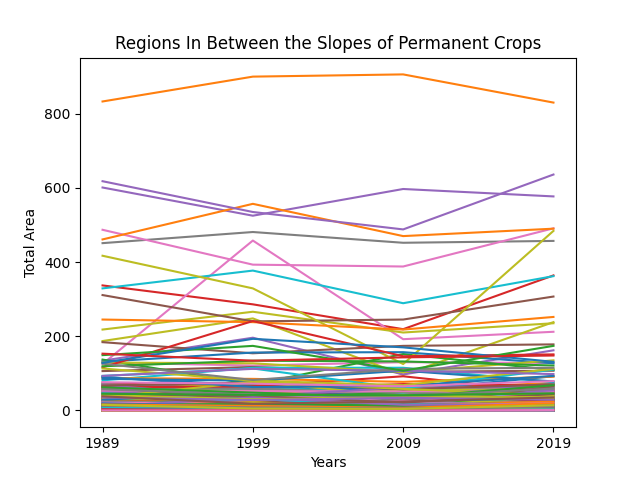 Regions In Between the Slopes of Permanent Crops
Total Area
800
600
400
200
0
1989 1999 2009 2019
Years